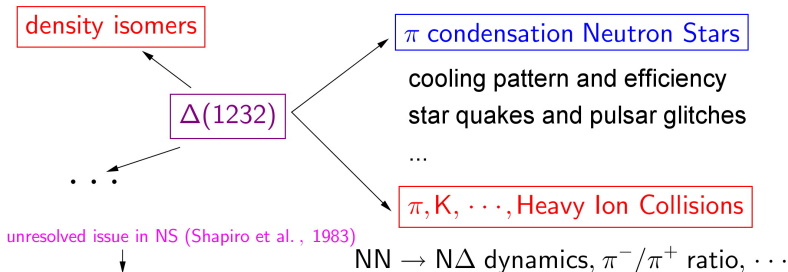 density isomers
π condensation Neutron Stars
cooling pattern and efficiency
Δ(1232)
star quakes and pulsar glitches
...
· · ·
π, K, · · · , Heavy Ion Collisions
unresolved issue in NS (Shapiro et al. , 1983)
NN → NΔ dynamics, π⁻/π⁺ ratio, · · ·